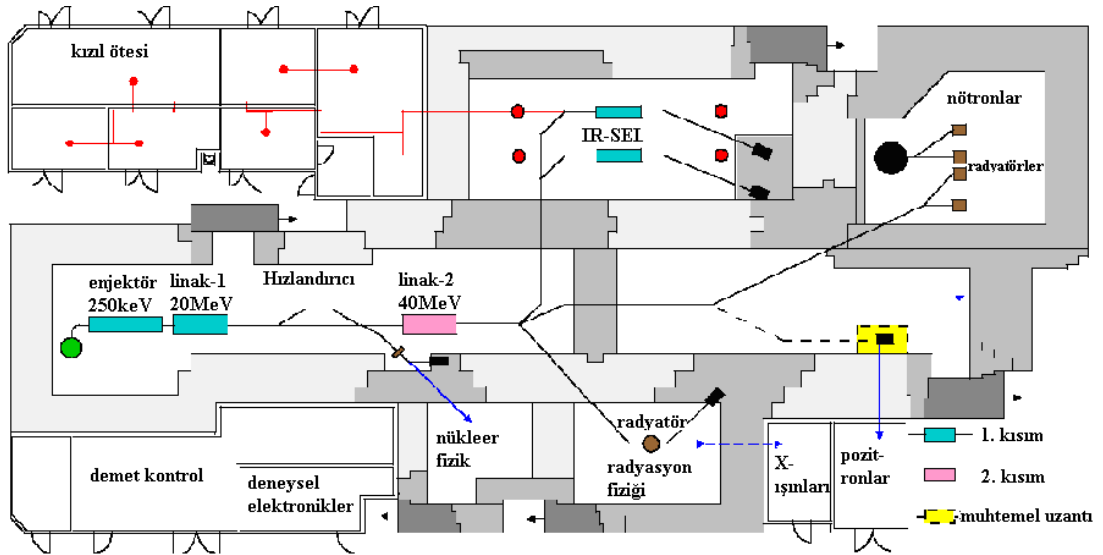 kızıl ötesi
nötronlar
IR-SEL
radyatörler
enjektör
250keV
linak-1
20MeV
Hızlandırıcı
linak-2
40MeV
radyatör
nükleer
fizik
radyasyon
fiziği
X-
ışınları
pozit-
ronlar
1. kısım
2. kısım
muhtemel uzantı
demet kontrol
deneysel
elektronikler